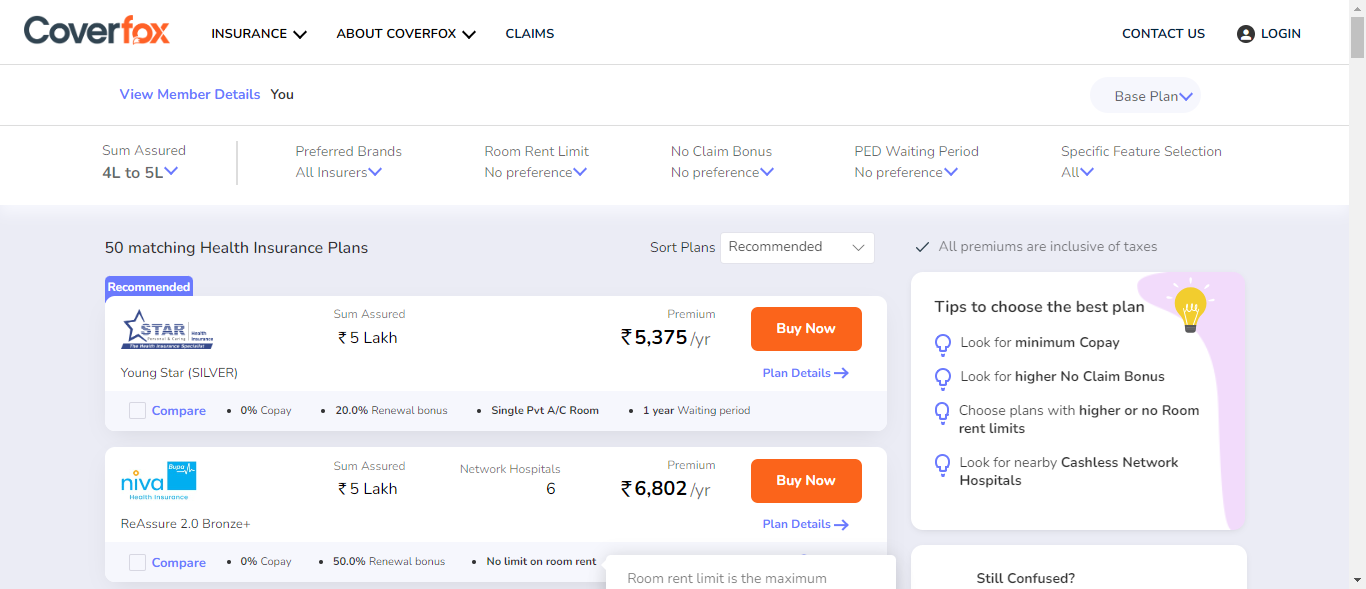 Coverfox INSURANCE ABOUT COVERFOX CLAIMS CONTACT US LOGIN
View Member Details You Base Plan
Sum Assured Preferred Brands Room Rent Limit No Claim Bonus PED Waiting Period Specific Feature Selection
4L to 5L All Insurers No preference No preference No preference All
50 matching Health Insurance Plans Sort Plans Recommended
All premiums are inclusive of taxes
Recommended
STAR Health Insurance
Personal & Caring
The Health Insurance Specialist
Sum Assured Premium
₹ 5 Lakh ₹ 5,375 /yr Buy Now
Young Star (SILVER) Plan Details
Compare • 0% Copay • 20.0% Renewal bonus • Single Pvt A/C Room • 1 year Waiting period
niva Bupa
Health Insurance
Sum Assured Network Hospitals Premium
₹ 5 Lakh 6 ₹ 6,802 /yr Buy Now
ReAssure 2.0 Bronze+ Plan Details
Compare • 0% Copay • 50.0% Renewal bonus • No limit on room rent
Room rent limit is the maximum
Tips to choose the best plan
Look for minimum Copay
Look for higher No Claim Bonus
Choose plans with higher or no Room
rent limits
Look for nearby Cashless Network
Hospitals
Still Confused?